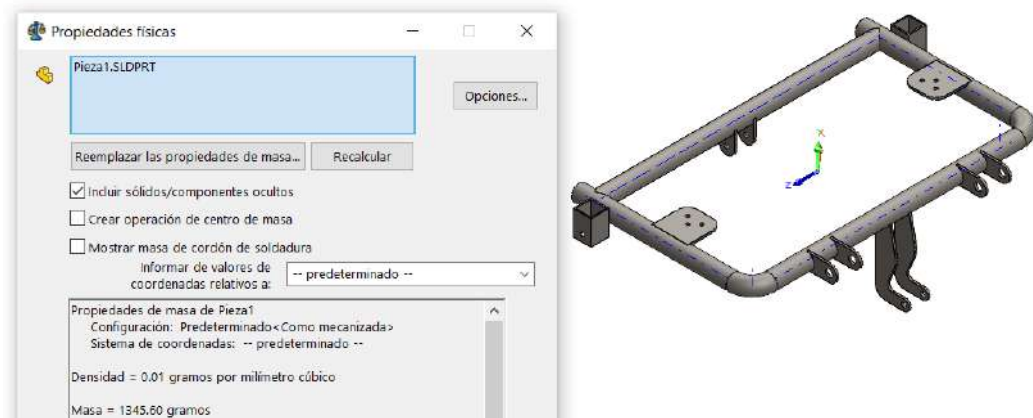 Propiedades físicas
Pieza1.SLDPRT
Opciones...
Reemplazar las propiedades de masa...
Recalcular
Incluir sólidos/componentes ocultos
Crear operación de centro de masa
Mostrar masa de cordón de soldadura
Informar de valores de
coordenadas relativos a:
-- predeterminado --
Propiedades de masa de Pieza1
Configuración: Predeterminado<Como mecanizada>
Sistema de coordenadas: -- predeterminado --
Densidad = 0.01 gramos por milímetro cúbico
Masa = 1345.60 gramos
X
Z